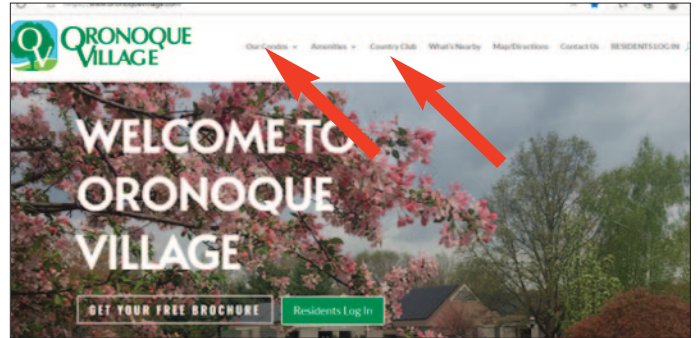 ORONOQUE
VILLAGE
Our Condos Amenities Country Club What's Nearby Map/Directions Contact Us RESIDENTS LOG IN
WELCOME TO
ORONOQUE
VILLAGE
GET YOUR FREE BROCHURE Residents Log In